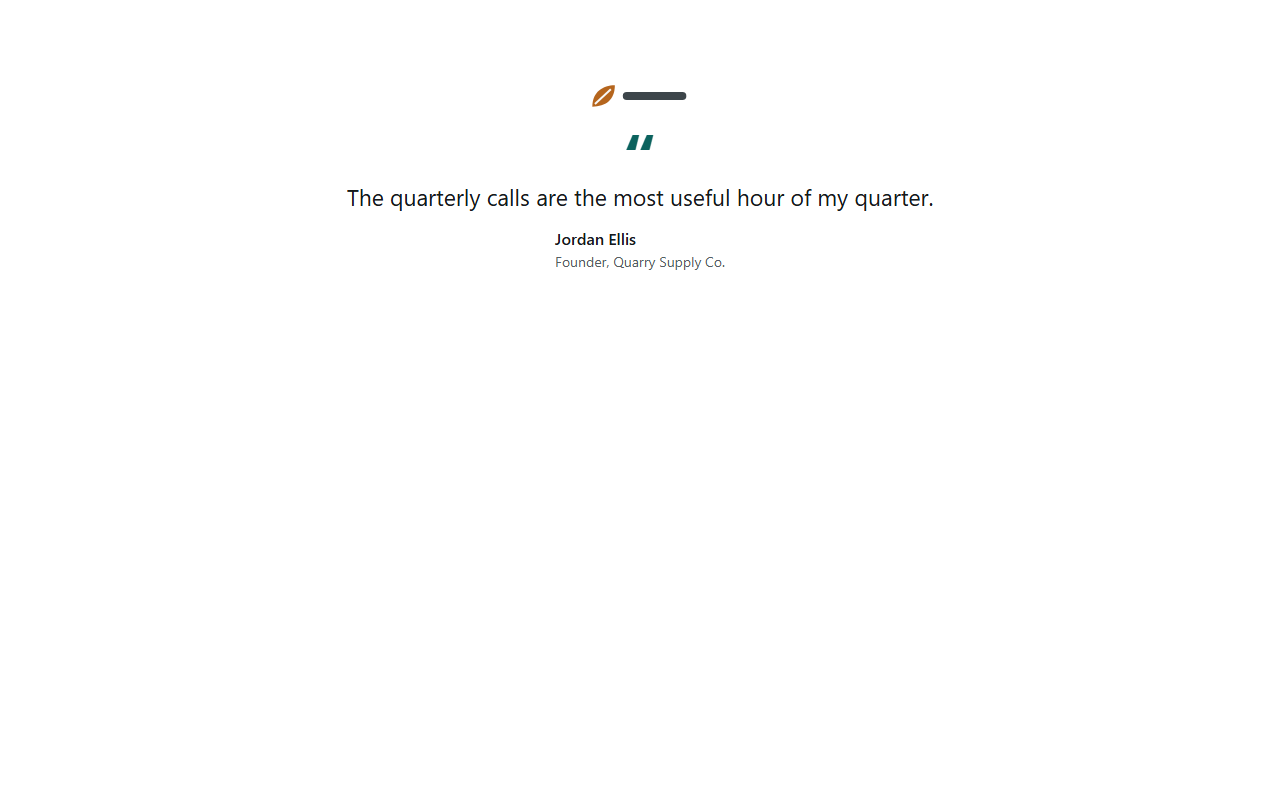 “
The quarterly calls are the most useful hour of my quarter.
Jordan Ellis
Founder, Quarry Supply Co.